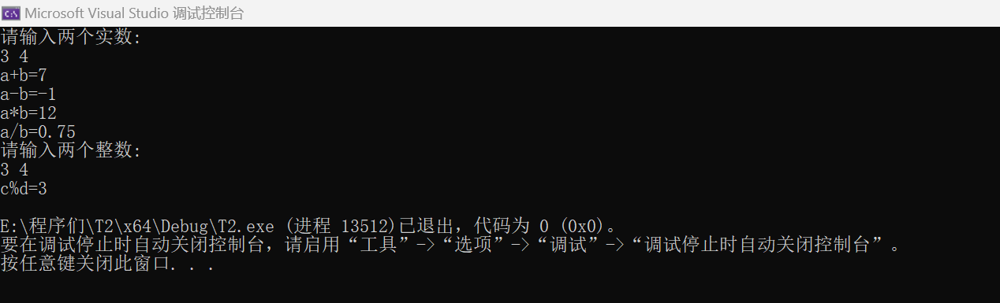 Microsoft Visual Studio 调试控制台
请输入两个实数:
3 4
a+b=7
a-b=-1
a*b=12
a/b=0.75
请输入两个整数:
3 4
c%d=3
E:\程序们\T2\x64\Debug\T2.exe (进程 13512)已退出，代码为 0 (0x0)。
要在调试停止时自动关闭控制台，请启用“工具”->“选项”->“调试”->“调试停止时自动关闭控制台”。
按任意键关闭此窗口. . .